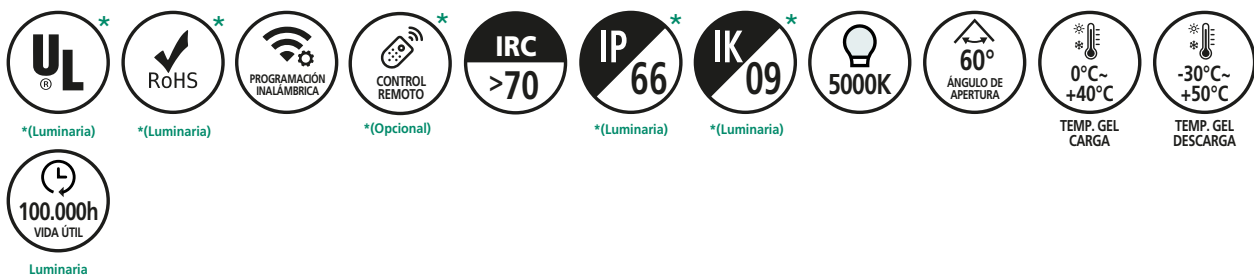 UL
®
*
*(Luminaria)
RoHS
*
*(Luminaria)
PROGRAMACIÓN
INALÁMBRICA
CONTROL
REMOTO
*
*(Opcional)
IRC
>70
IP
66
*
*(Luminaria)
IK
09
*
*(Luminaria)
5000K
60°
ÁNGULO DE
APERTURA
0°C~
+40°C
TEMP. GEL
CARGA
-30°C~
+50°C
TEMP. GEL
DESCARGA
100.000h
VIDA ÚTIL
Luminaria